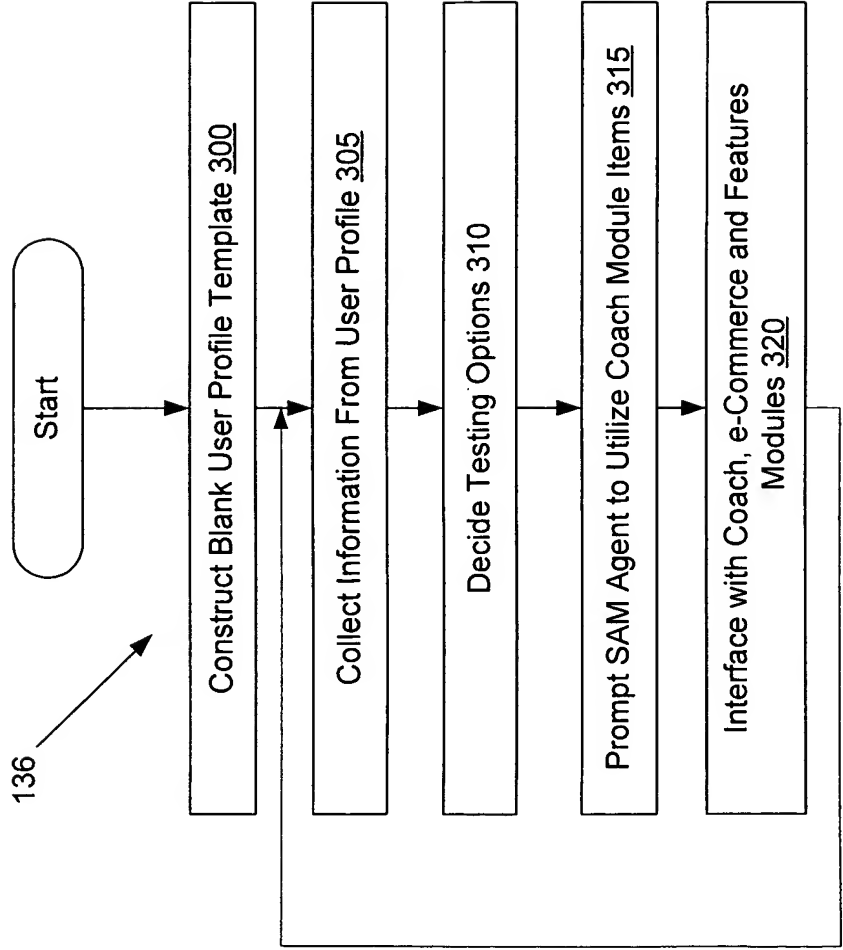 Start
136
Construct Blank User Profile Template 300
Collect Information From User Profile 305
Decide Testing Options 310
Prompt SAM Agent to Utilize Coach Module Items 315
Interface with Coach, e-Commerce and Features
Modules 320